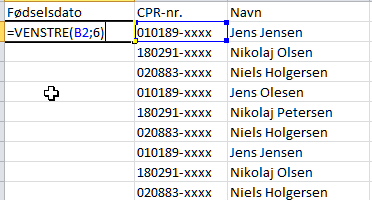 Fødselsdato CPR-nr. Navn
=VENSTRE(B2;6) 010189-xxxx Jens Jensen
180291-xxxx Nikolaj Olsen
020883-xxxx Niels Holgersen
010189-xxxx Jens Olesen
180291-xxxx Nikolaj Petersen
020883-xxxx Niels Holgersen
010189-xxxx Jens Jensen
180291-xxxx Nikolaj Olsen
020883-xxxx Niels Holgersen